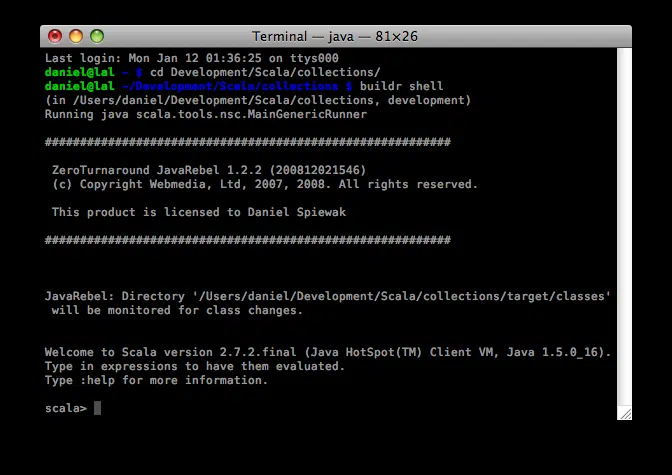 Terminal — java — 81×26
Last login: Mon Jan 12 01:36:25 on ttys000
daniel@lal ~ $ cd Development/Scala/collections/
daniel@lal ~/Development/Scala/collections $ buildr shell
(in /Users/daniel/Development/Scala/collections, development)
Running java scala.tools.nsc.MainGenericRunner
##########################################################
ZeroTurnaround JavaRebel 1.2.2 (200812021546)
(c) Copyright Webmedia, Ltd, 2007, 2008. All rights reserved.
This product is licensed to Daniel Spiewak
##########################################################
JavaRebel: Directory '/Users/daniel/Development/Scala/collections/target/classes'
will be monitored for class changes.
Welcome to Scala version 2.7.2.final (Java HotSpot(TM) Client VM, Java 1.5.0_16).
Type in expressions to have them evaluated.
Type :help for more information.
scala>